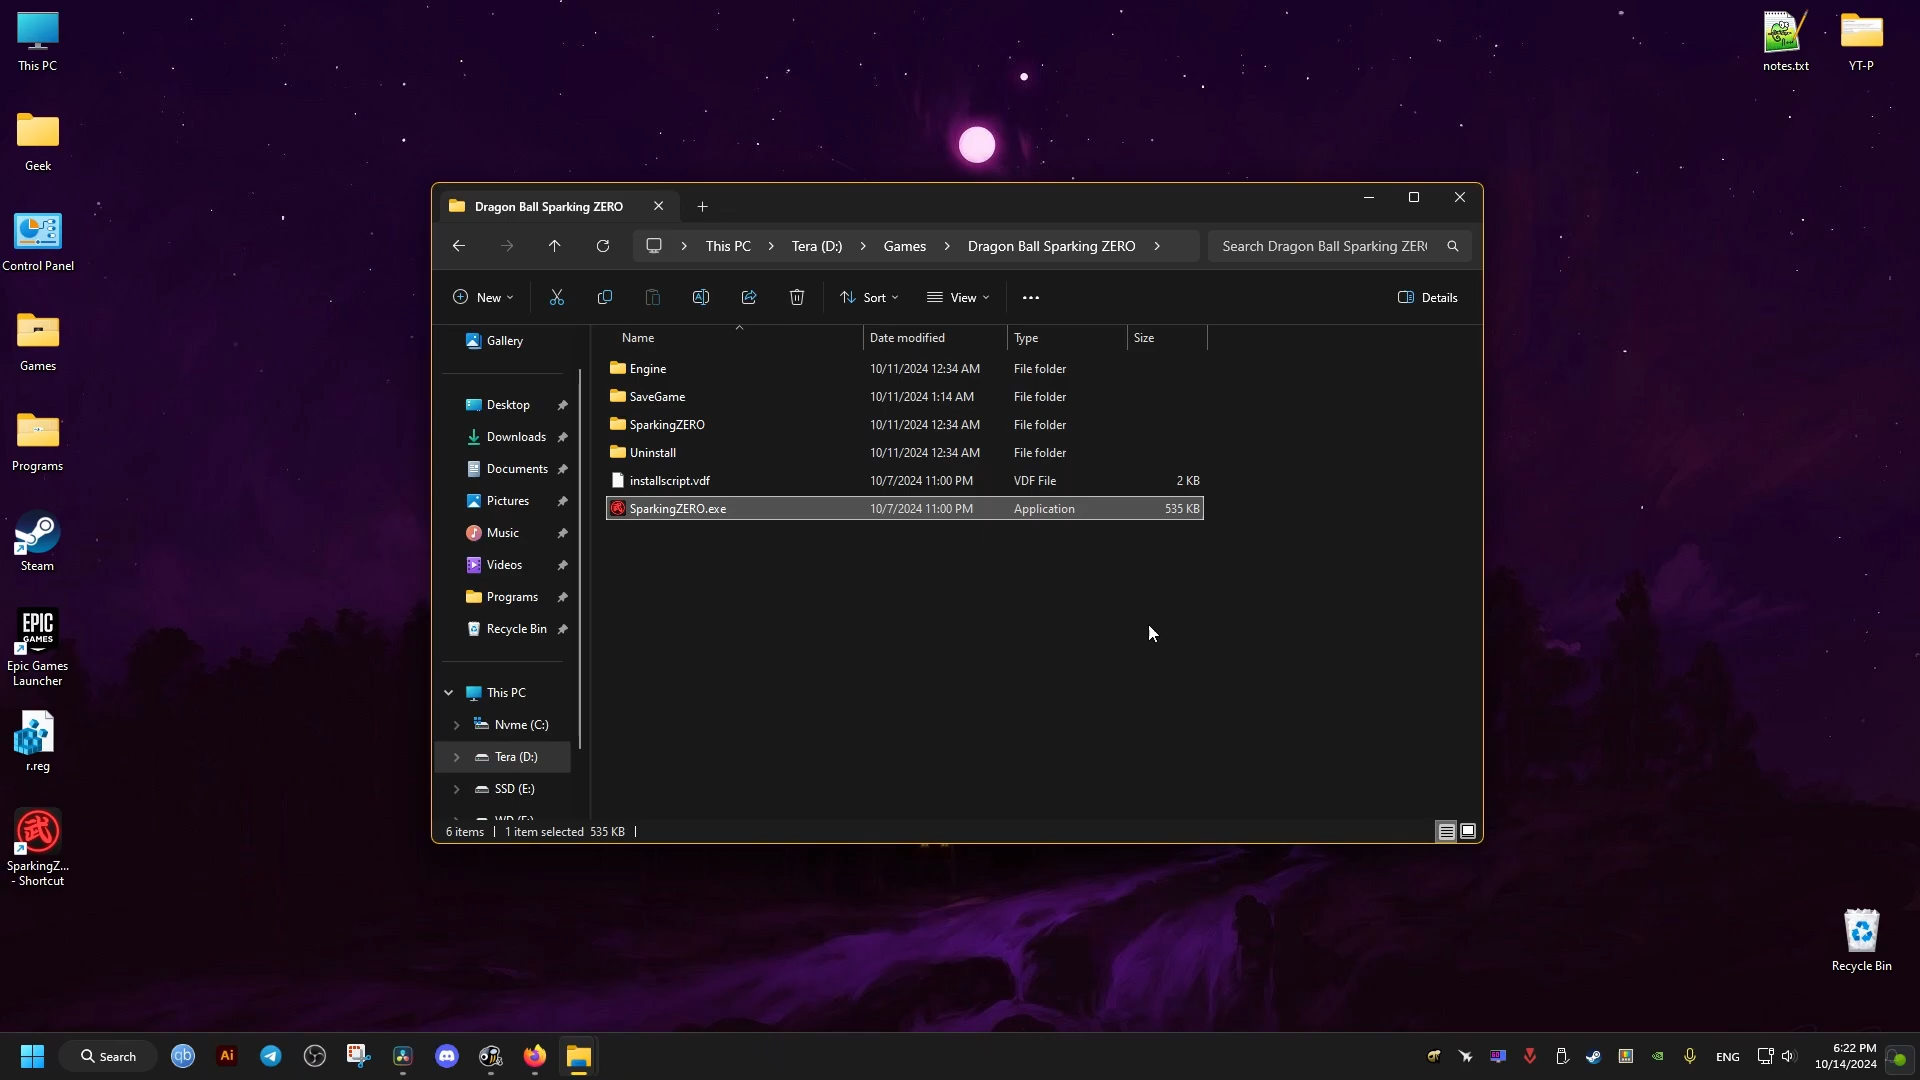 This PC
Geek
Control Panel
Games
Programs
Steam
EPIC
GAMES
Epic Games
Launcher
r.reg
武
SparkingZ...
- Shortcut
notes.txt
YT-P
Recycle Bin
Dragon Ball Sparking ZERO
This PC
Tera (D:)
Games
Dragon Ball Sparking ZERO
Search Dragon Ball Sparking ZER
New
Sort
View
Details
Gallery
Desktop
Downloads
Documents
Pictures
Music
Videos
Programs
Recycle Bin
This PC
Nvme (C:)
Tera (D:)
SSD (E:)
Name Date modified Type Size
Engine 10/11/2024 12:34 AM File folder
SaveGame 10/11/2024 1:14 AM File folder
SparkingZERO 10/11/2024 12:34 AM File folder
Uninstall 10/11/2024 12:34 AM File folder
installscript.vdf 10/7/2024 11:00 PM VDF File 2 KB
SparkingZERO.exe 10/7/2024 11:00 PM Application 535 KB
6 items 1 item selected 535 KB
Search
qb
Ai
ENG
6:22 PM
10/14/2024